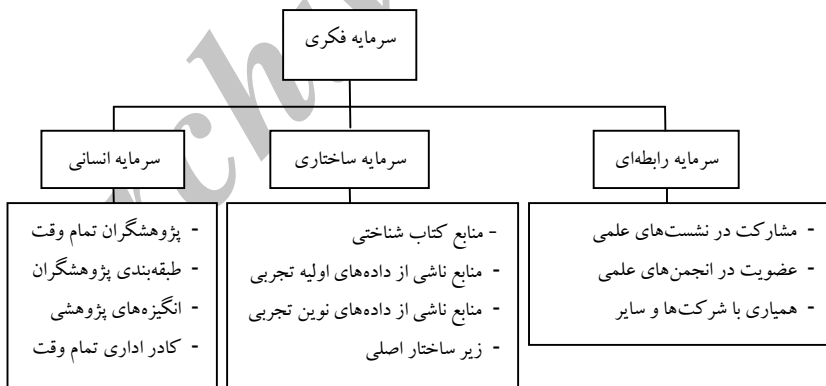 سرمایه فکری
سرمایه رابطه‌ای
سرمایه ساختاری
سرمایه انسانی
- مشارکت در نشست‌های علمی
- عضویت در انجمن‌های علمی
- همیاری با شرکت‌ها و سایر
- منابع کتاب شناختی
- منابع ناشی از داده‌های اولیه تجربی
- منابع ناشی از داده‌های نوین تجربی
- زیر ساختار اصلی
- پژوهشگران تمام وقت
- طبقه‌بندی پژوهشگران
- انگیزه‌های پژوهشی
- کادر اداری تمام وقت